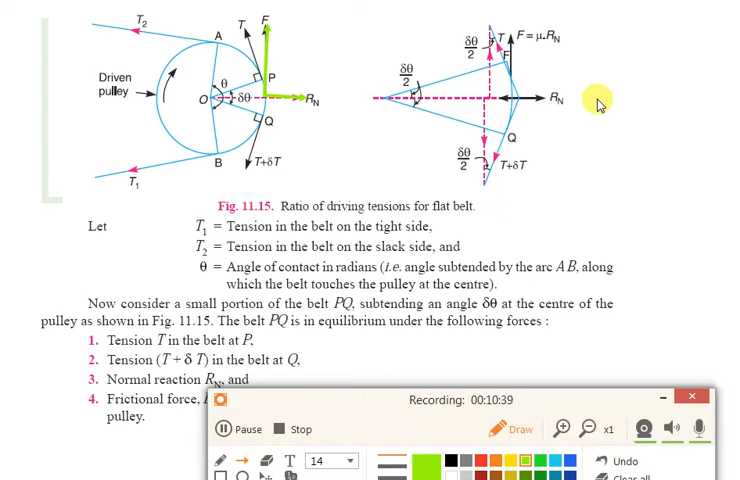 T₂
T
F
A
Driven
pulley
θ
P
O
δθ
R_N
Q
B
T+δT
T₁
δθ/2
T
F = μ.R_N
P
δθ/2
R_N
Q
δθ/2
T+δT
Fig. 11.15. Ratio of driving tensions for flat belt.
Let T₁ = Tension in the belt on the tight side,
T₂ = Tension in the belt on the slack side, and
θ = Angle of contact in radians (i.e. angle subtended by the arc A B, along
which the belt touches the pulley at the centre).
Now consider a small portion of the belt PQ, subtending an angle δθ at the centre of the
pulley as shown in Fig. 11.15. The belt PQ is in equilibrium under the following forces :
1. Tension T in the belt at P,
2. Tension (T + δ T) in the belt at Q,
3. Normal reaction R_N, and
4. Frictional force,
pulley.
Recording: 00:10:39
Pause Stop Draw x1
T 14 Undo
Clear all